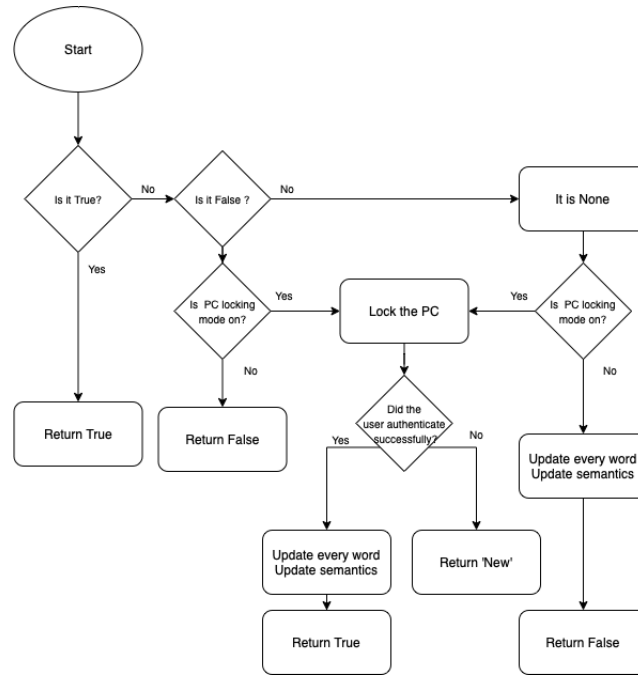 Start
Is it True?
No
Is it False ?
No
It is None
Yes
Is PC locking
mode on?
Yes
Lock the PC
Yes
Is PC locking
mode on?
No
No
Return True
Return False
Did the
user authenticate
successfully?
Yes
No
Update every word
Update semantics
Update every word
Update semantics
Return 'New'
Return True
Return False